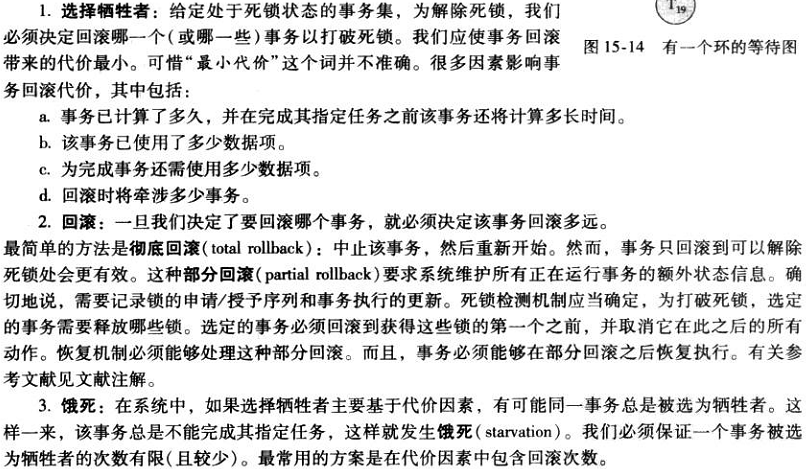 1. 选择牺牲者：给定处于死锁状态的事务集，为解除死锁，我们
必须决定回滚哪一个(或哪一些)事务以打破死锁。我们应使事务回滚
带来的代价最小。可惜“最小代价”这个词并不准确。很多因素影响事
务回滚代价，其中包括：
T19
图 15-14 有一个环的等待图
a. 事务已计算了多久，并在完成其指定任务之前该事务还将计算多长时间。
b. 该事务已使用了多少数据项。
c. 为完成事务还需使用多少数据项。
d. 回滚时将牵涉多少事务。
2. 回滚：一旦我们决定了要回滚哪个事务，就必须决定该事务回滚多远。
最简单的方法是彻底回滚(total rollback)：中止该事务，然后重新开始。然而，事务只回滚到可以解除
死锁处会更有效。这种部分回滚(partial rollback)要求系统维护所有正在运行事务的额外状态信息。确
切地说，需要记录锁的申请/授予序列和事务执行的更新。死锁检测机制应当确定，为打破死锁，选定
的事务需要释放哪些锁。选定的事务必须回滚到获得这些锁的第一个之前，并取消它在此之后的所有
动作。恢复机制必须能够处理这种部分回滚。而且，事务必须能够在部分回滚之后恢复执行。有关参
考文献见文献注解。
3. 饿死：在系统中，如果选择牺牲者主要基于代价因素，有可能同一事务总是被选为牺牲者。这
样一来，该事务总是不能完成其指定任务，这样就发生饿死(starvation)。我们必须保证一个事务被选
为牺牲者的次数有限(且较少)。最常用的方案是在代价因素中包含回滚次数。